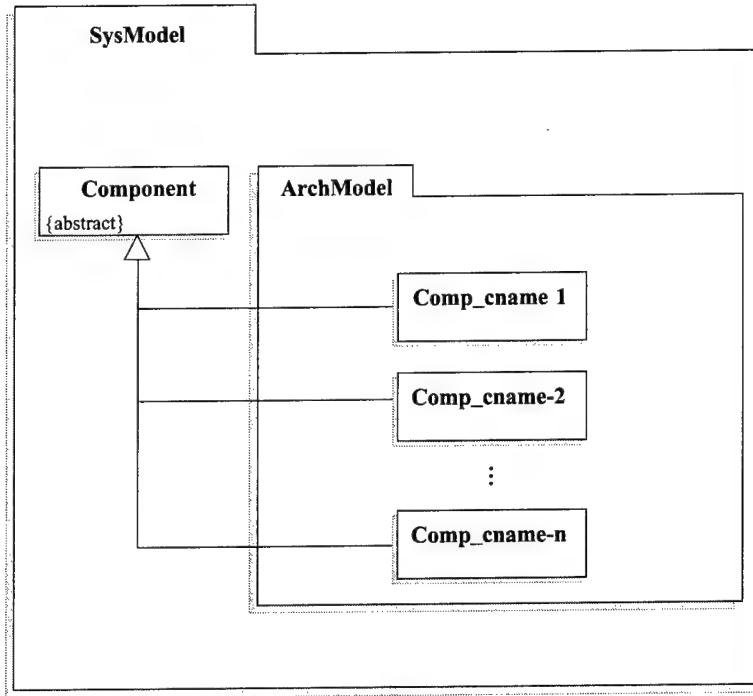 SysModel
Component
{abstract}
ArchModel
Comp_cname 1
Comp_cname-2
⋮
Comp_cname-n